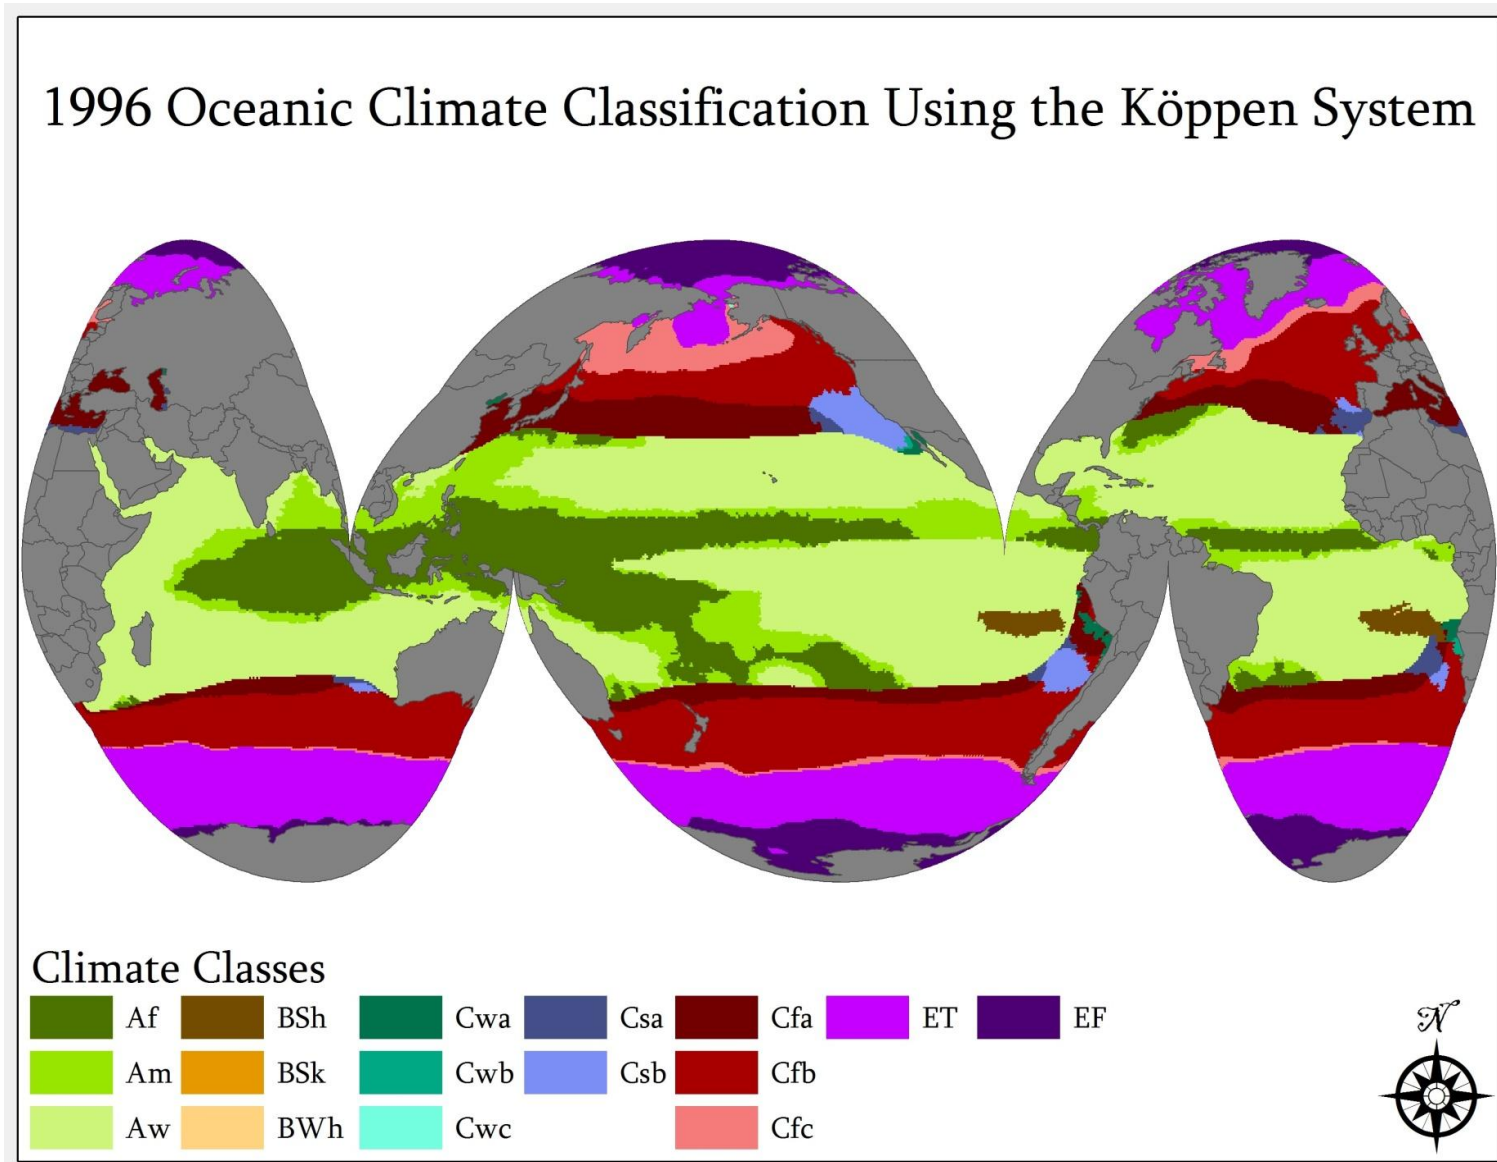 1996 Oceanic Climate Classification Using the Köppen System
Climate Classes
Af BSh Cwa Csa Cfa ET EF
Am BSk Cwb Csb Cfb
Aw BWh Cwc Cfc
N